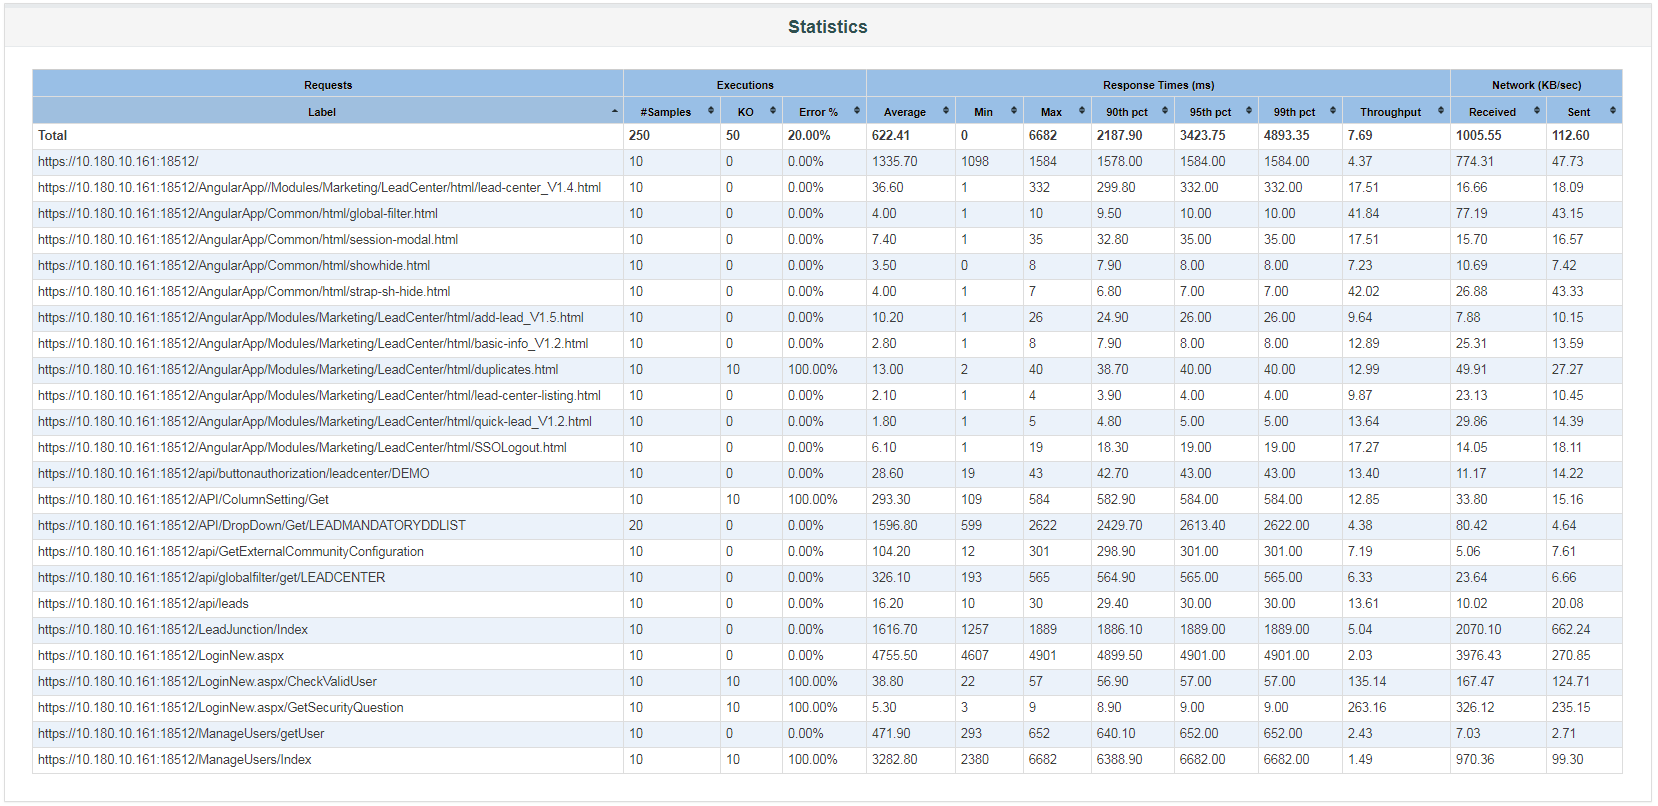 Statistics
Requests Executions Response Times (ms) Network (KB/sec)
Label #Samples KO Error % Average Min Max 90th pct 95th pct 99th pct Throughput Received Sent
Total 250 50 20.00% 622.41 0 6682 2187.90 3423.75 4893.35 7.69 1005.55 112.60
https://10.180.10.161:18512/ 10 0 0.00% 1335.70 1098 1584 1578.00 1584.00 1584.00 4.37 774.31 47.73
https://10.180.10.161:18512/AngularApp//Modules/Marketing/LeadCenter/html/lead-center_V1.4.html 10 0 0.00% 36.60 1 332 299.80 332.00 332.00 17.51 16.66 18.09
https://10.180.10.161:18512/AngularApp/Common/html/global-filter.html 10 0 0.00% 4.00 1 10 9.50 10.00 10.00 41.84 77.19 43.15
https://10.180.10.161:18512/AngularApp/Common/html/session-modal.html 10 0 0.00% 7.40 1 35 32.80 35.00 35.00 17.51 15.70 16.57
https://10.180.10.161:18512/AngularApp/Common/html/showhide.html 10 0 0.00% 3.50 0 8 7.90 8.00 8.00 7.23 10.69 7.42
https://10.180.10.161:18512/AngularApp/Common/html/strap-sh-hide.html 10 0 0.00% 4.00 1 7 6.80 7.00 7.00 42.02 26.88 43.33
https://10.180.10.161:18512/AngularApp/Modules/Marketing/LeadCenter/html/add-lead_V1.5.html 10 0 0.00% 10.20 1 26 24.90 26.00 26.00 9.64 7.88 10.15
https://10.180.10.161:18512/AngularApp/Modules/Marketing/LeadCenter/html/basic-info_V1.2.html 10 0 0.00% 2.80 1 8 7.90 8.00 8.00 12.89 25.31 13.59
https://10.180.10.161:18512/AngularApp/Modules/Marketing/LeadCenter/html/duplicates.html 10 10 100.00% 13.00 2 40 38.70 40.00 40.00 12.99 49.91 27.27
https://10.180.10.161:18512/AngularApp/Modules/Marketing/LeadCenter/html/lead-center-listing.html 10 0 0.00% 2.10 1 4 3.90 4.00 4.00 9.87 23.13 10.45
https://10.180.10.161:18512/AngularApp/Modules/Marketing/LeadCenter/html/quick-lead_V1.2.html 10 0 0.00% 1.80 1 5 4.80 5.00 5.00 13.64 29.86 14.39
https://10.180.10.161:18512/AngularApp/Modules/Marketing/LeadCenter/html/SSOLogout.html 10 0 0.00% 6.10 1 19 18.30 19.00 19.00 17.27 14.05 18.11
https://10.180.10.161:18512/api/buttonauthorization/leadcenter/DEMO 10 0 0.00% 28.60 19 43 42.70 43.00 43.00 13.40 11.17 14.22
https://10.180.10.161:18512/API/ColumnSetting/Get 10 10 100.00% 293.30 109 584 582.90 584.00 584.00 12.85 33.80 15.16
https://10.180.10.161:18512/API/DropDown/Get/LEADMANDATORYDDLIST 20 0 0.00% 1596.80 599 2622 2429.70 2613.40 2622.00 4.38 80.42 4.64
https://10.180.10.161:18512/api/GetExternalCommunityConfiguration 10 0 0.00% 104.20 12 301 298.90 301.00 301.00 7.19 5.06 7.61
https://10.180.10.161:18512/api/globalfilter/get/LEADCENTER 10 0 0.00% 326.10 193 565 564.90 565.00 565.00 6.33 23.64 6.66
https://10.180.10.161:18512/api/leads 10 0 0.00% 16.20 10 30 29.40 30.00 30.00 13.61 10.02 20.08
https://10.180.10.161:18512/LeadJunction/Index 10 0 0.00% 1616.70 1257 1889 1886.10 1889.00 1889.00 5.04 2070.10 662.24
https://10.180.10.161:18512/LoginNew.aspx 10 0 0.00% 4755.50 4607 4901 4899.50 4901.00 4901.00 2.03 3976.43 270.85
https://10.180.10.161:18512/LoginNew.aspx/CheckValidUser 10 10 100.00% 38.80 22 57 56.90 57.00 57.00 135.14 167.47 124.71
https://10.180.10.161:18512/LoginNew.aspx/GetSecurityQuestion 10 10 100.00% 5.30 3 9 8.90 9.00 9.00 263.16 326.12 235.15
https://10.180.10.161:18512/ManageUsers/getUser 10 0 0.00% 471.90 293 652 640.10 652.00 652.00 2.43 7.03 2.71
https://10.180.10.161:18512/ManageUsers/Index 10 10 100.00% 3282.80 2380 6682 6388.90 6682.00 6682.00 1.49 970.36 99.30